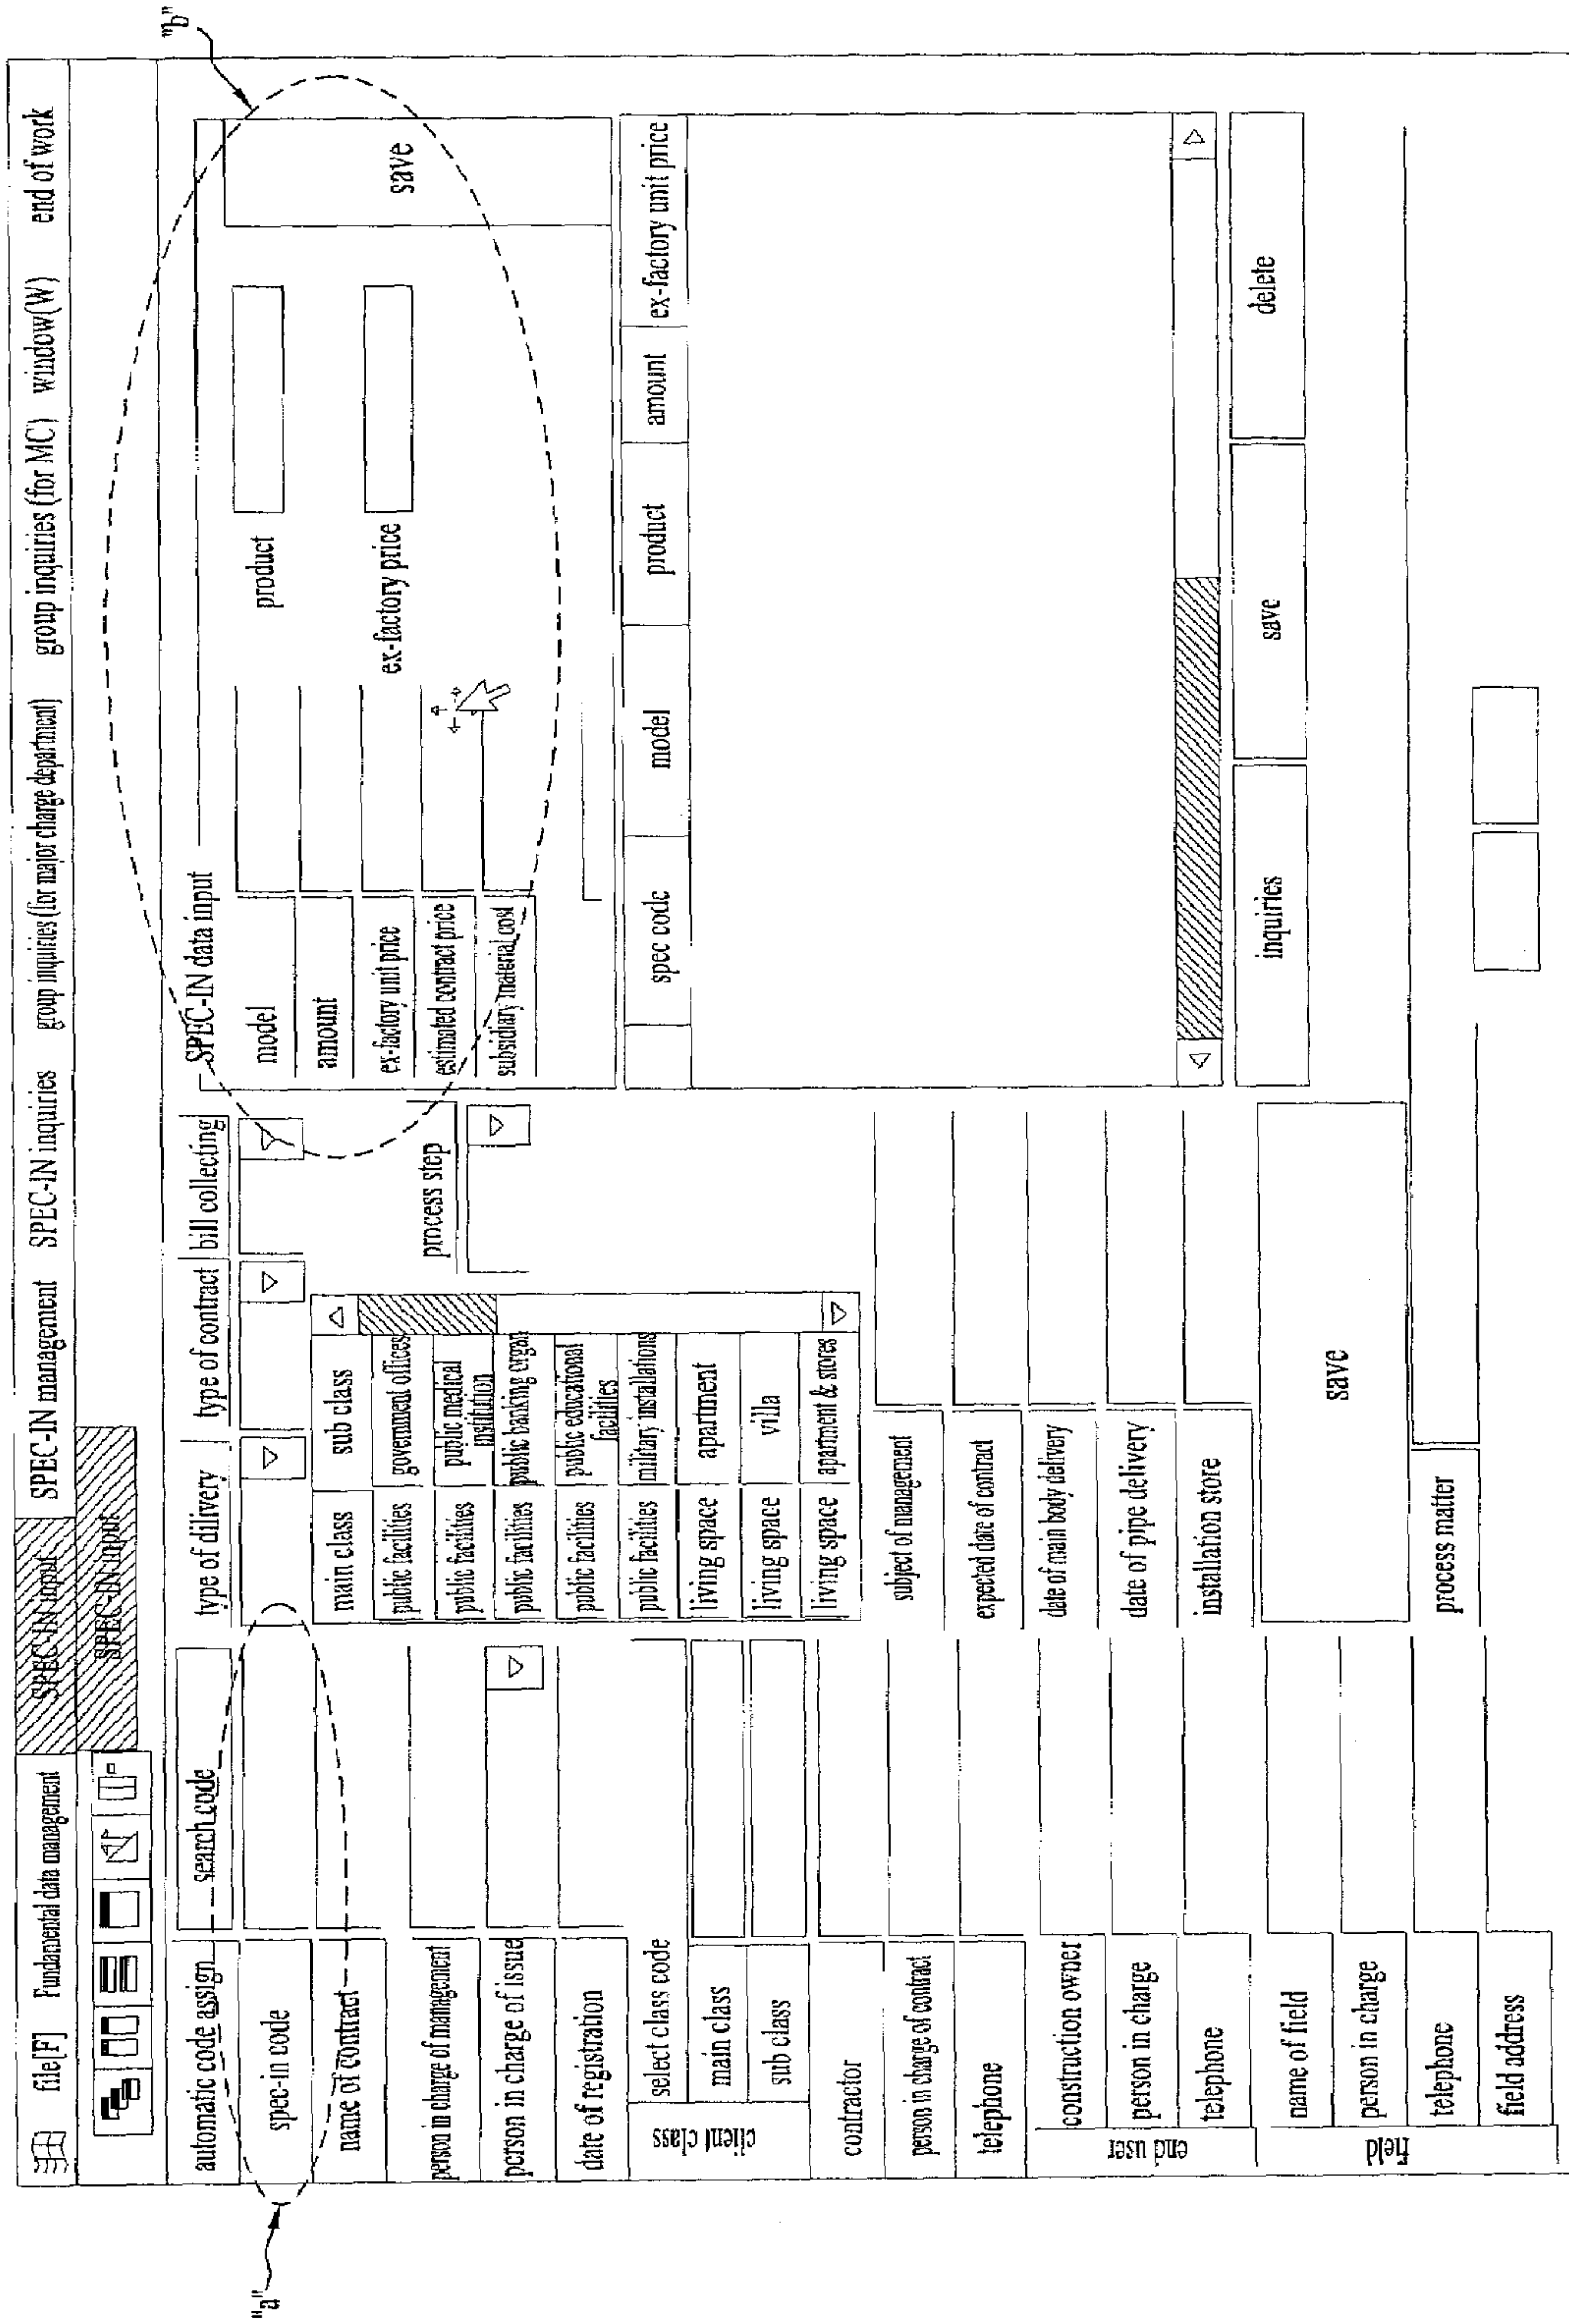 "a"
"b"
file[F] Fundamental data management SPEC-IN input SPEC-IN management SPEC-IN inquiries group inquiries(for major charge department) group inquiries (for MC) window(W) end of work
SPEC-IN input
automatic code assign search code
spec-in code
name of contract
person in charge of management
person in charge of issue
date of registration
client class
select class code
main class
sub class
contractor
person in charge of contract
telephone
end user
construction owner
person in charge
telephone
field
name of field
person in charge
telephone
field address
type of dilivery type of contract bill collecting
process step
main class sub class
public facilities government offices
public facilities public medical institution
public facilities public banking organ
public facilities public educational facilities
public facilities military installations
living space apartment
living space villa
living space apartment & stores
subject of management
expected date of contract
date of main body delivery
date of pipe delivery
installation store
save
process matter
SPEC-IN data input
model product
amount
ex-factory unit price ex-factory price
estimated contract price
subsidiary material cost
save
spec code model product amount ex-factory unit price
inquiries save delete